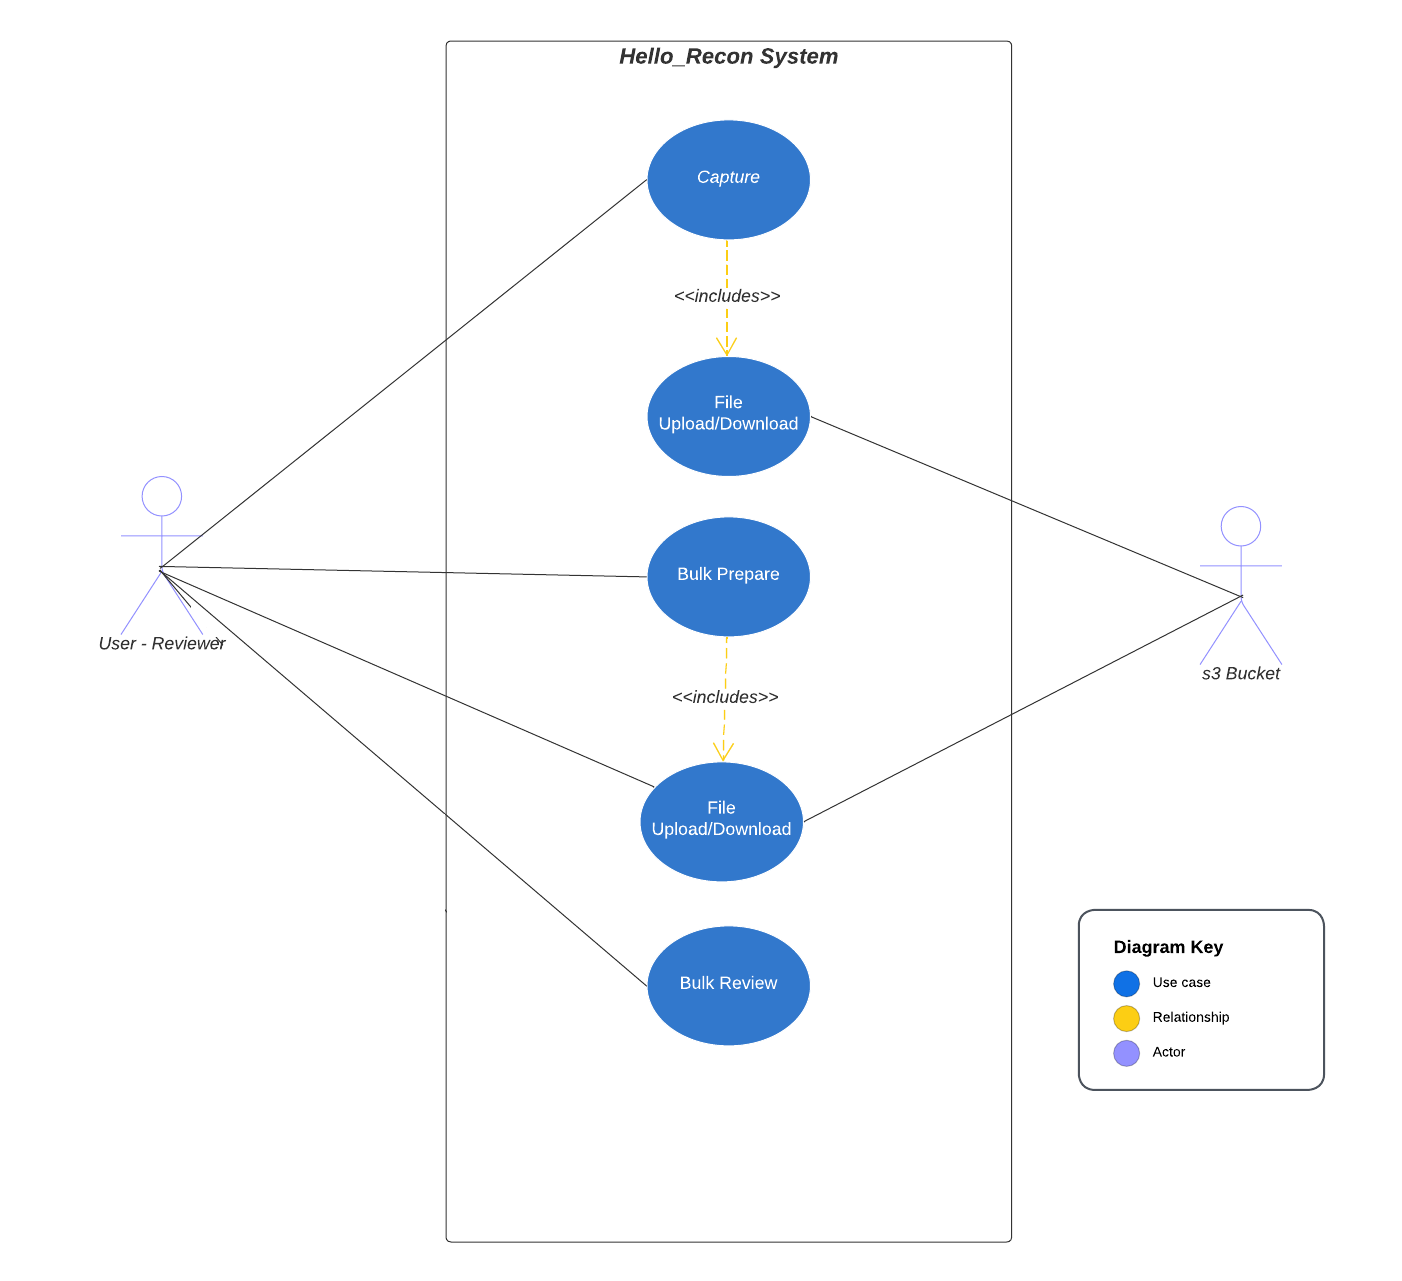 Hello_Recon System
Capture
<<includes>>
File
Upload/Download
Bulk Prepare
User - Reviewer
s3 Bucket
<<includes>>
File
Upload/Download
Bulk Review
Diagram Key
Use case
Relationship
Actor